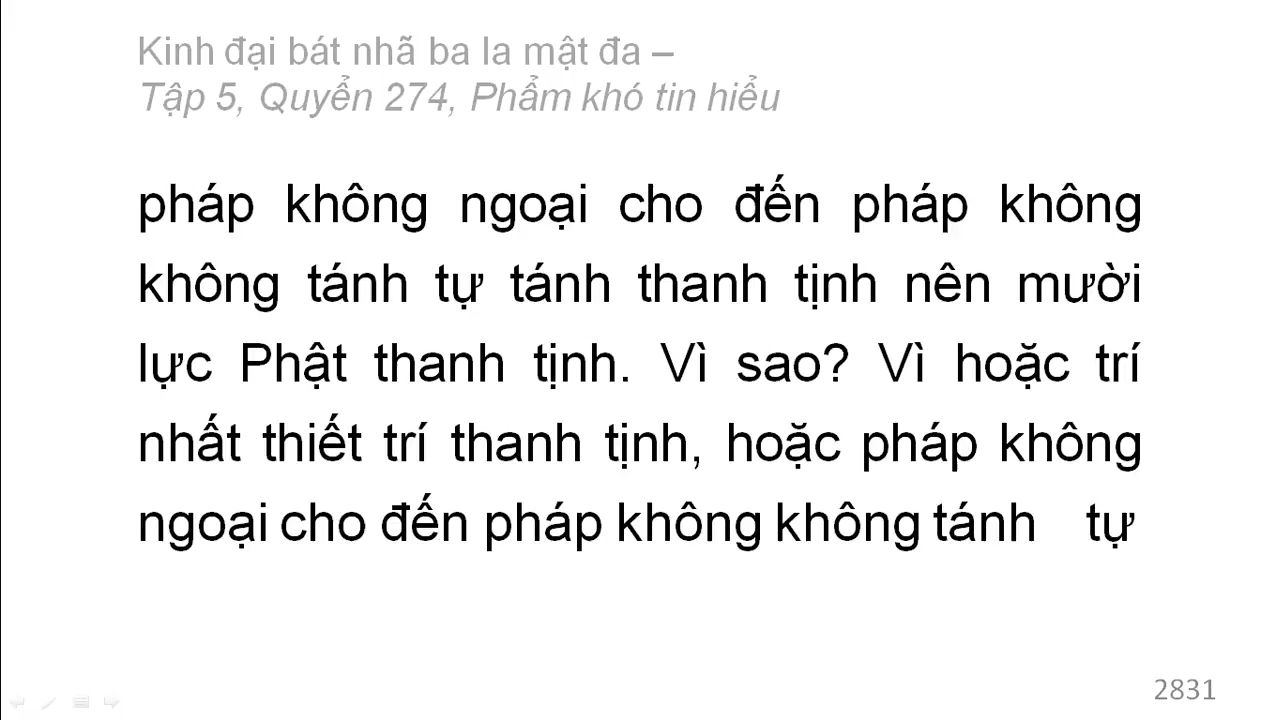 Kinh đại bát nhã ba la mật đa –
Tập 5, Quyển 274, Phẩm khó tin hiểu
pháp không ngoại cho đến pháp không
không tánh tự tánh thanh tịnh nên mười
lực Phật thanh tịnh. Vì sao? Vì hoặc trí
nhất thiết trí thanh tịnh, hoặc pháp không
ngoại cho đến pháp không không tánh tự
2831